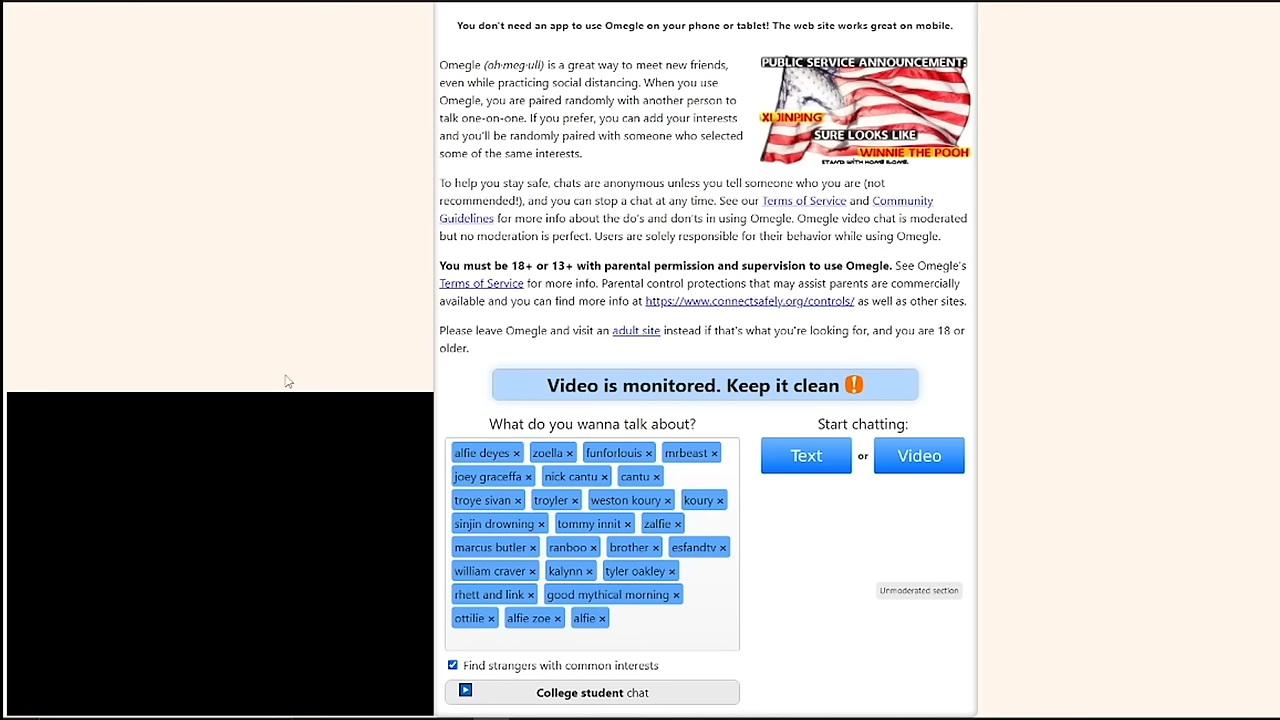 You don't need an app to use Omegle on your phone or tablet! The web site works great on mobile.
Omegle (oh·meg·ull) is a great way to meet new friends,
even while practicing social distancing. When you use
Omegle, you are paired randomly with another person to
talk one-on-one. If you prefer, you can add your interests
and you'll be randomly paired with someone who selected
some of the same interests.
PUBLIC SERVICE ANNOUNCEMENT:
XI JINPING
SURE LOOKS LIKE
WINNIE THE POOH
STAND WITH HONG KONG.
To help you stay safe, chats are anonymous unless you tell someone who you are (not
recommended!), and you can stop a chat at any time. See our Terms of Service and Community
Guidelines for more info about the do's and don'ts in using Omegle. Omegle video chat is moderated
but no moderation is perfect. Users are solely responsible for their behavior while using Omegle.
You must be 18+ or 13+ with parental permission and supervision to use Omegle. See Omegle's
Terms of Service for more info. Parental control protections that may assist parents are commercially
available and you can find more info at https://www.connectsafely.org/controls/ as well as other sites.
Please leave Omegle and visit an adult site instead if that's what you're looking for, and you are 18 or
older.
Video is monitored. Keep it clean
What do you wanna talk about?
alfie deyes × zoella × funforlouis × mrbeast ×
joey graceffa × nick cantu × cantu ×
troye sivan × troyler × weston koury × koury ×
sinjin drowning × tommy innit × zalfie ×
marcus butler × ranboo × brother × esfandtv ×
william craver × kalynn × tyler oakley ×
rhett and link × good mythical morning ×
ottilie × alfie zoe × alfie ×
Find strangers with common interests
College student chat
Start chatting:
Text or Video
Unmoderated section